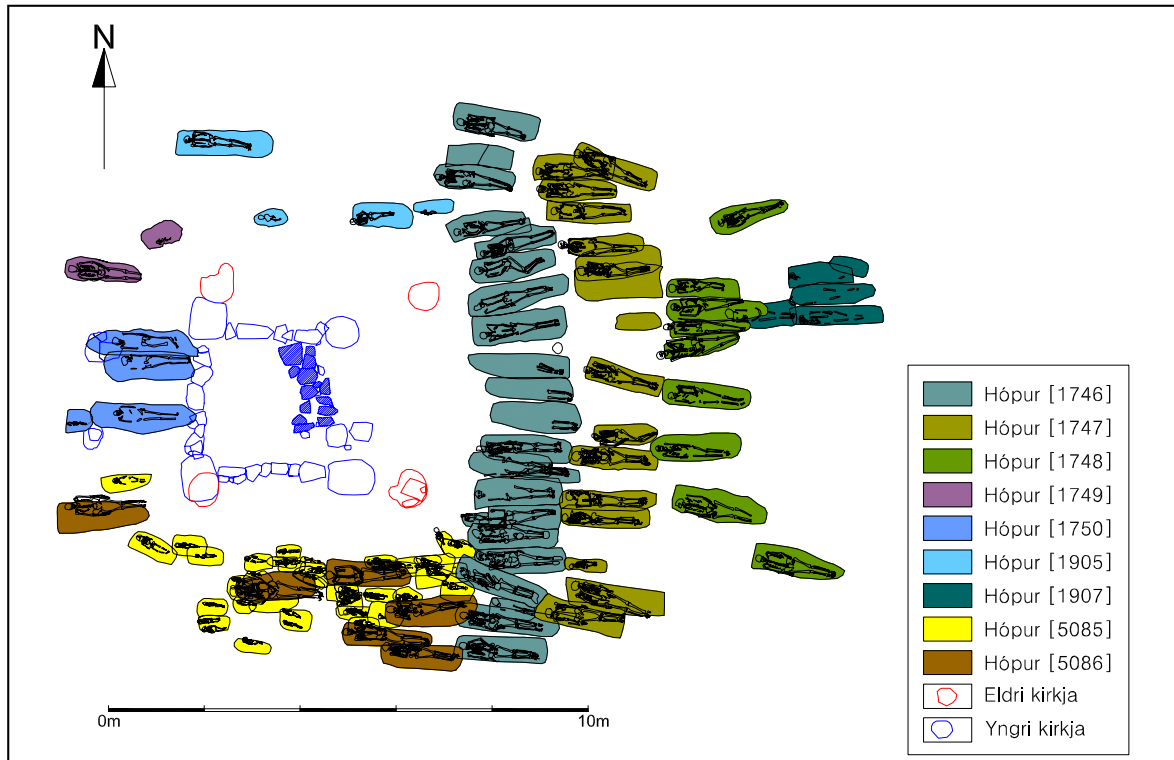 N
Hópur [1746]
Hópur [1747]
Hópur [1748]
Hópur [1749]
Hópur [1750]
Hópur [1905]
Hópur [1907]
Hópur [5085]
Hópur [5086]
Eldri kirkja
Yngri kirkja
0m 10m